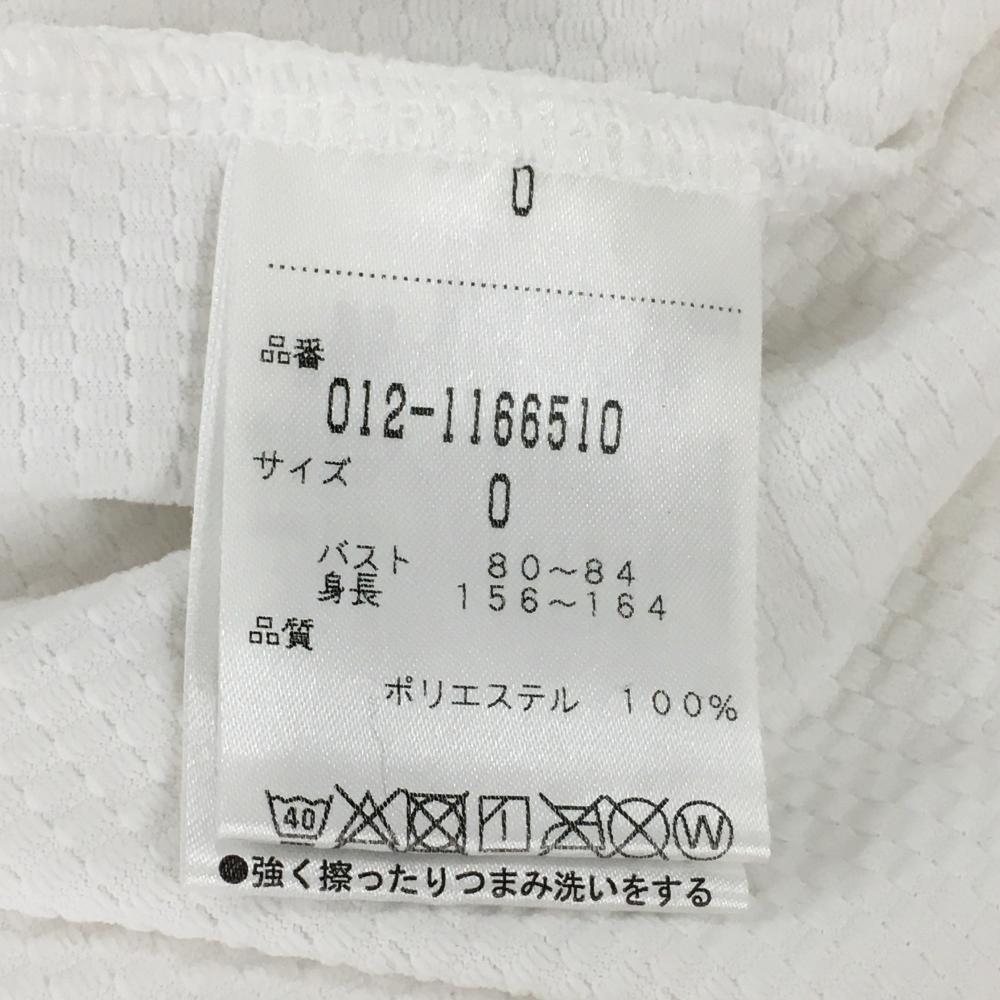 0
品番
012-1166510
サイズ
0
バスト 80～84
身長 156～164
品質
ポリエステル 100%
40 W
●強く擦ったりつまみ洗いをする